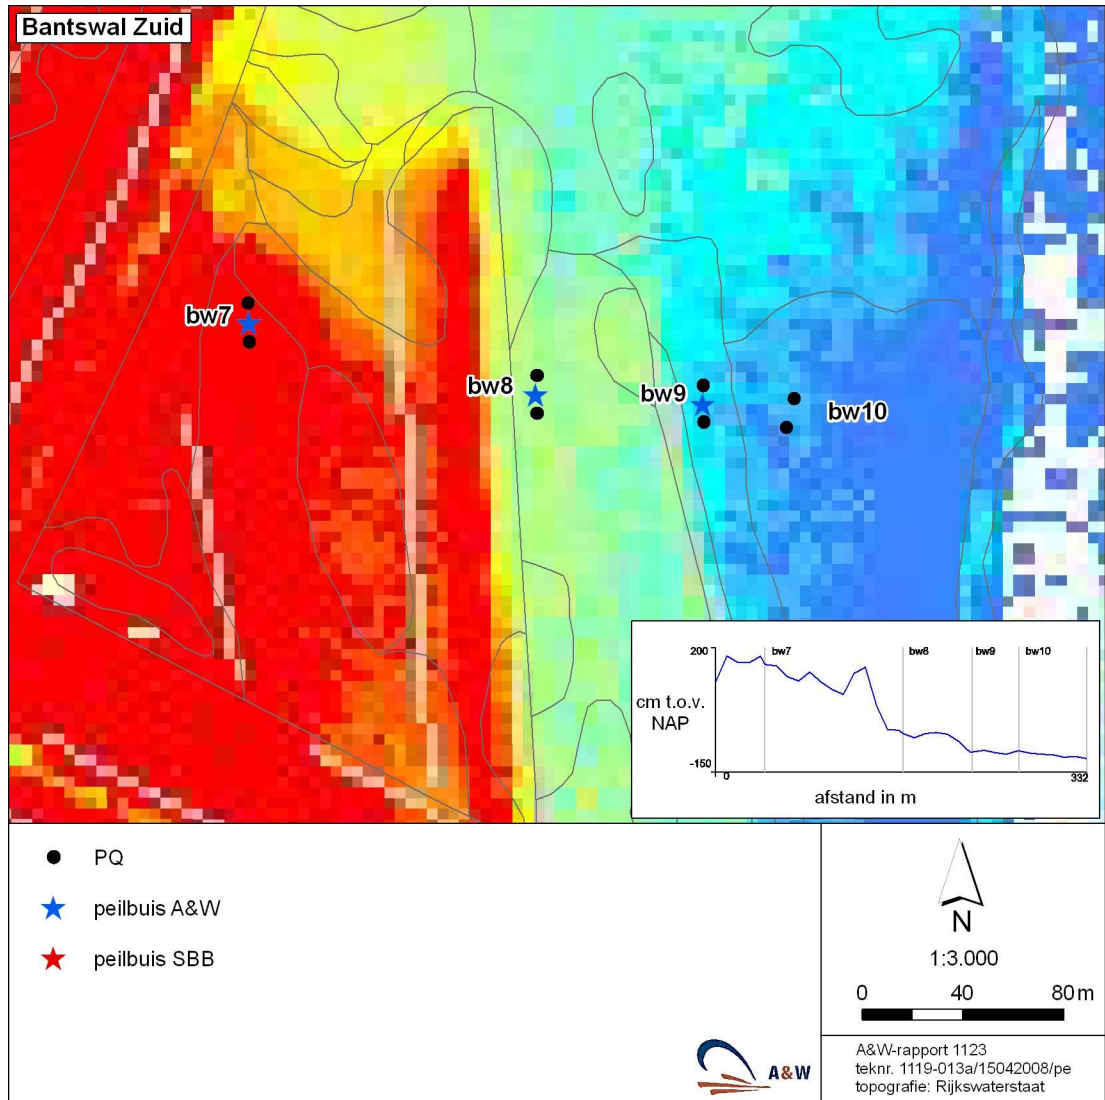 Bantswal Zuid
bw7
bw8
bw9
bw10
200
bw7
bw8
bw9
bw10
cm t.o.v.
NAP
-150
0
332
afstand in m
PQ
peilbuis A&W
peilbuis SBB
N
1:3.000
0 40 80 m
A&W
A&W-rapport 1123
teknr. 1119-013a/15042008/pe
topografie: Rijkswaterstaat